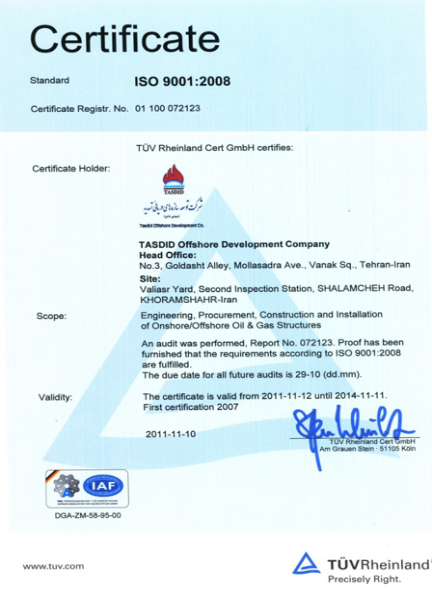 Certificate
Standard ISO 9001:2008
Certificate Registr. No. 01 100 072123
TÜV Rheinland Cert GmbH certifies:
Certificate Holder:
TASDID
شرکت توسعه سازه‌های دریایی تسدید
Tasdid Offshore Development Co.
TASDID Offshore Development Company
Head Office:
No.3, Goldasht Alley, Mollasadra Ave., Vanak Sq., Tehran-Iran
Site:
Valiasr Yard, Second Inspection Station, SHALAMCHEH Road,
KHORAMSHAHR-Iran
Scope: Engineering, Procurement, Construction and Installation
of Onshore/Offshore Oil & Gas Structures
An audit was performed, Report No. 072123. Proof has been
furnished that the requirements according to ISO 9001:2008
are fulfilled.
The due date for all future audits is 29-10 (dd.mm).
Validity: The certificate is valid from 2011-11-12 until 2014-11-11.
First certification 2007
2011-11-10
TÜV Rheinland Cert GmbH
Am Grauen Stein · 51105 Köln
IAF
DGA-ZM-58-95-00
www.tuv.com
TÜVRheinland®
Precisely Right.